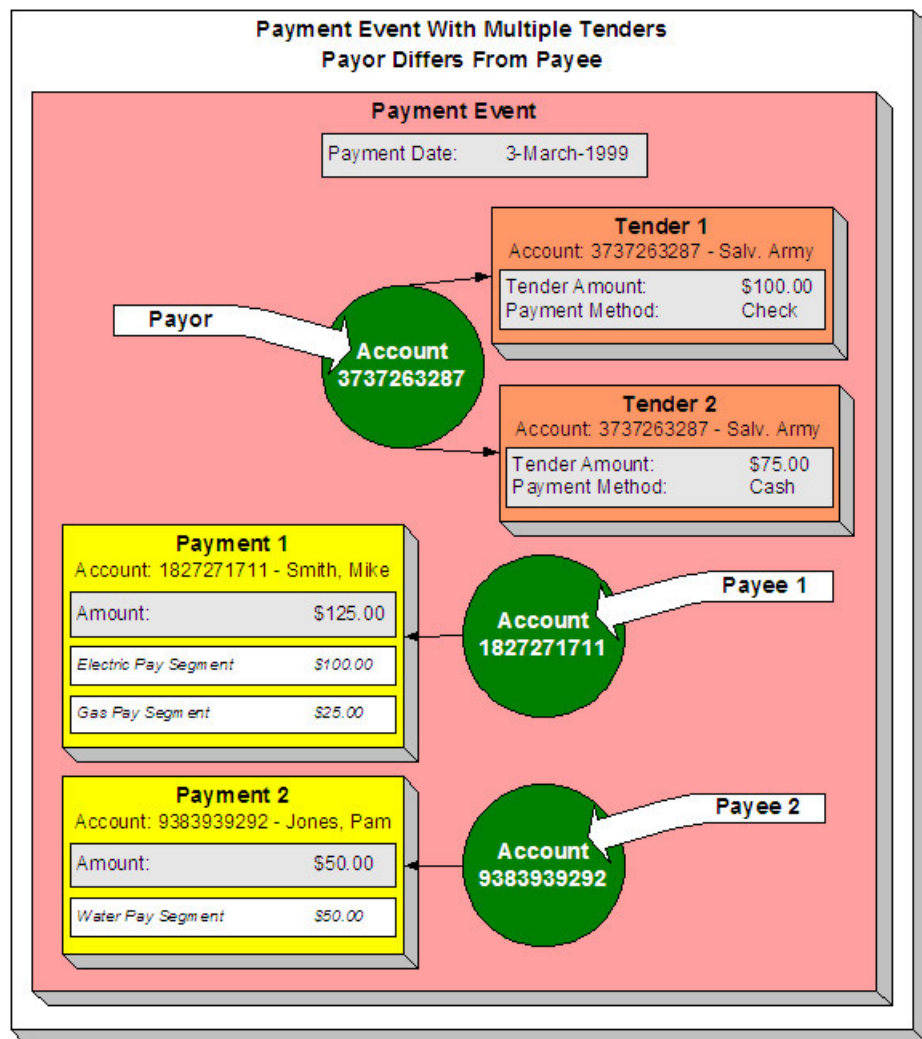 Payment Event With Multiple Tenders
Payor Differs From Payee
Payment Event
Payment Date: 3-March-1999
Tender 1
Account: 3737263287 - Salv. Army
Tender Amount: $100.00
Payment Method: Check
Payor
Account
3737263287
Tender 2
Account: 3737263287 - Salv. Army
Tender Amount: $75.00
Payment Method: Cash
Payment 1
Account: 1827271711 - Smith, Mike
Amount: $125.00
Electric Pay Segment $100.00
Gas Pay Segment $25.00
Payee 1
Account
1827271711
Payment 2
Account: 9383939292 - Jones, Pam
Amount: $50.00
Water Pay Segment $50.00
Payee 2
Account
9383939292